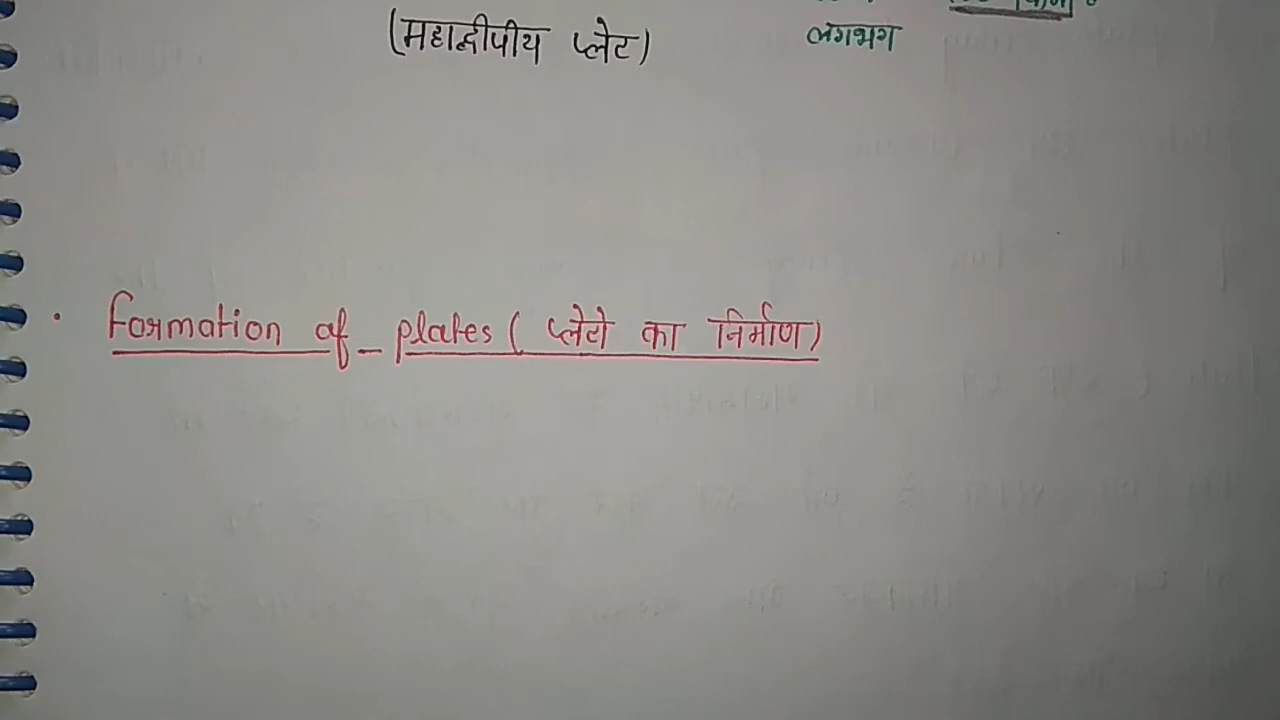 (महाद्वीपीय प्लेट)
लगभग
• Formation of plates ( प्लेटो का निर्माण)